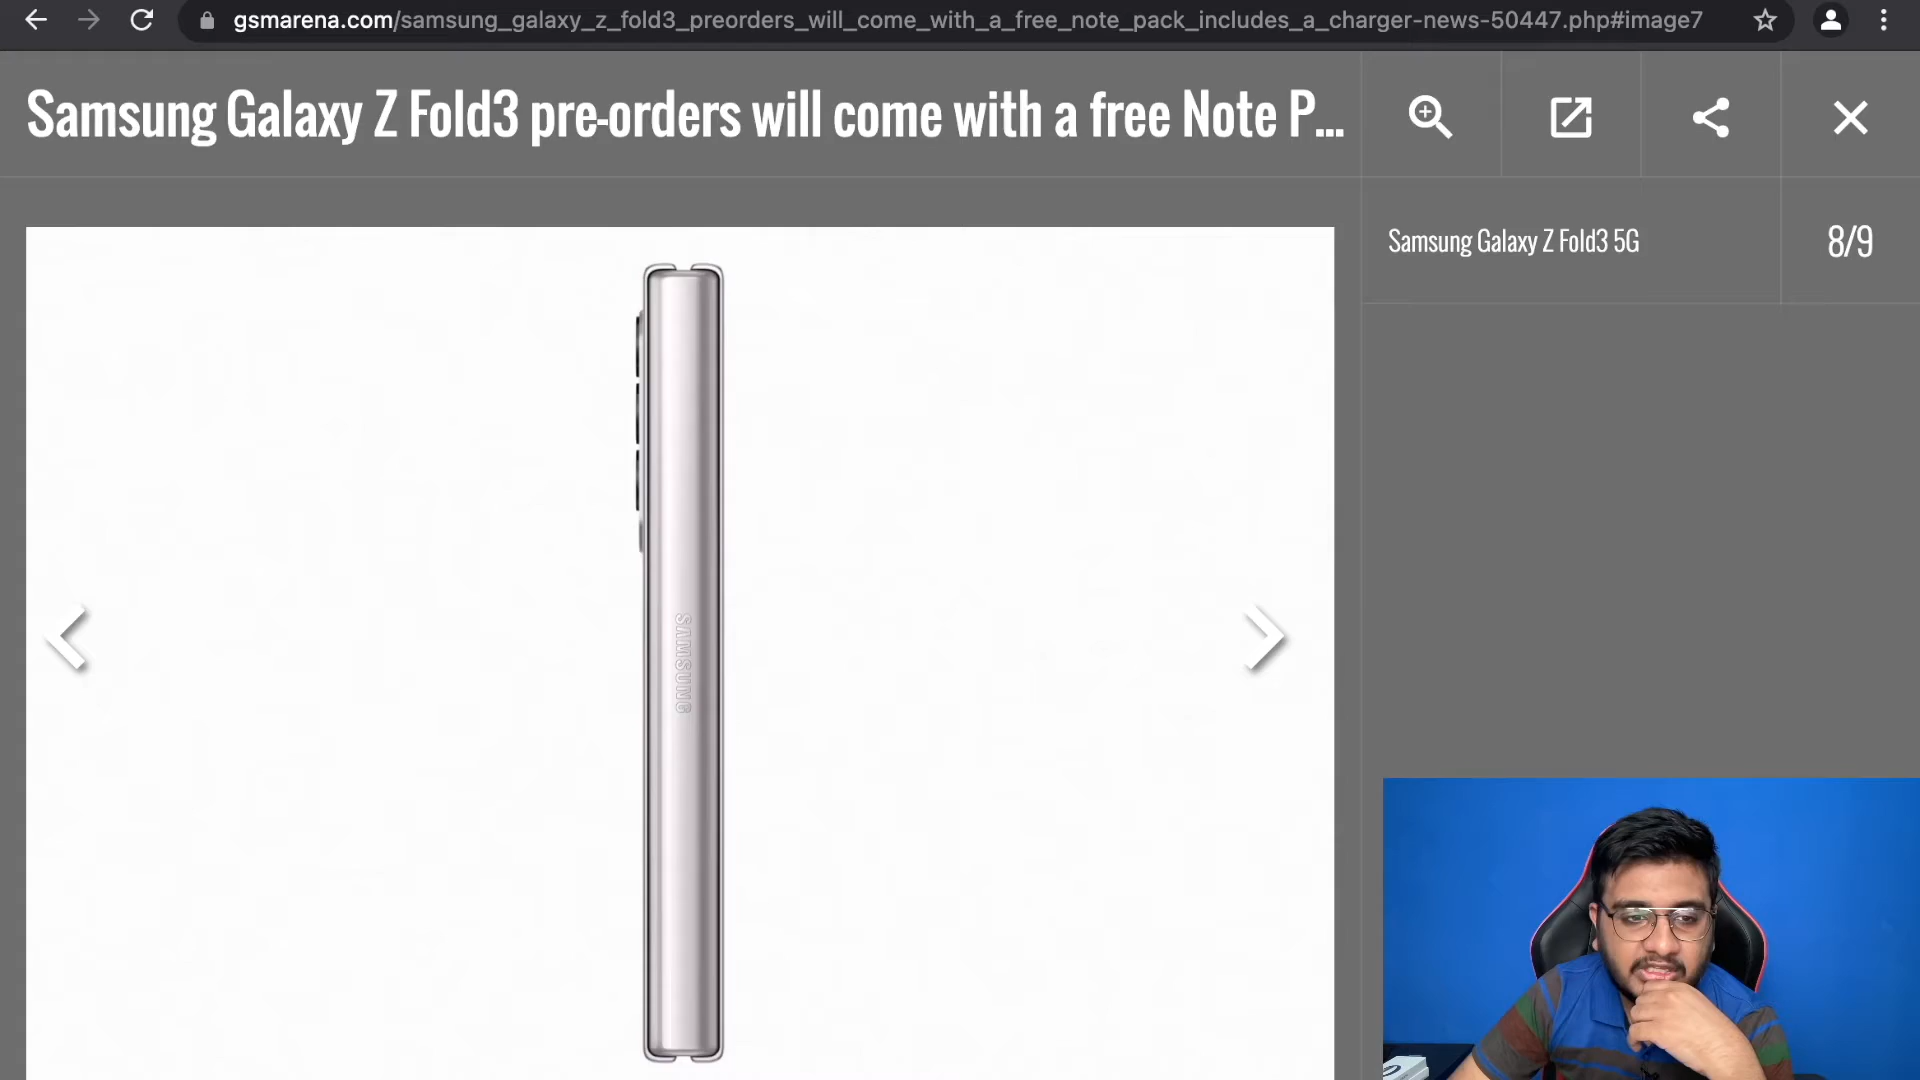 gsmarena.com/samsung_galaxy_z_fold3_preorders_will_come_with_a_free_note_pack_includes_a_charger-news-50447.php#image7
Samsung Galaxy Z Fold3 pre-orders will come with a free Note P...
Samsung Galaxy Z Fold3 5G
8/9
SAMSUNG